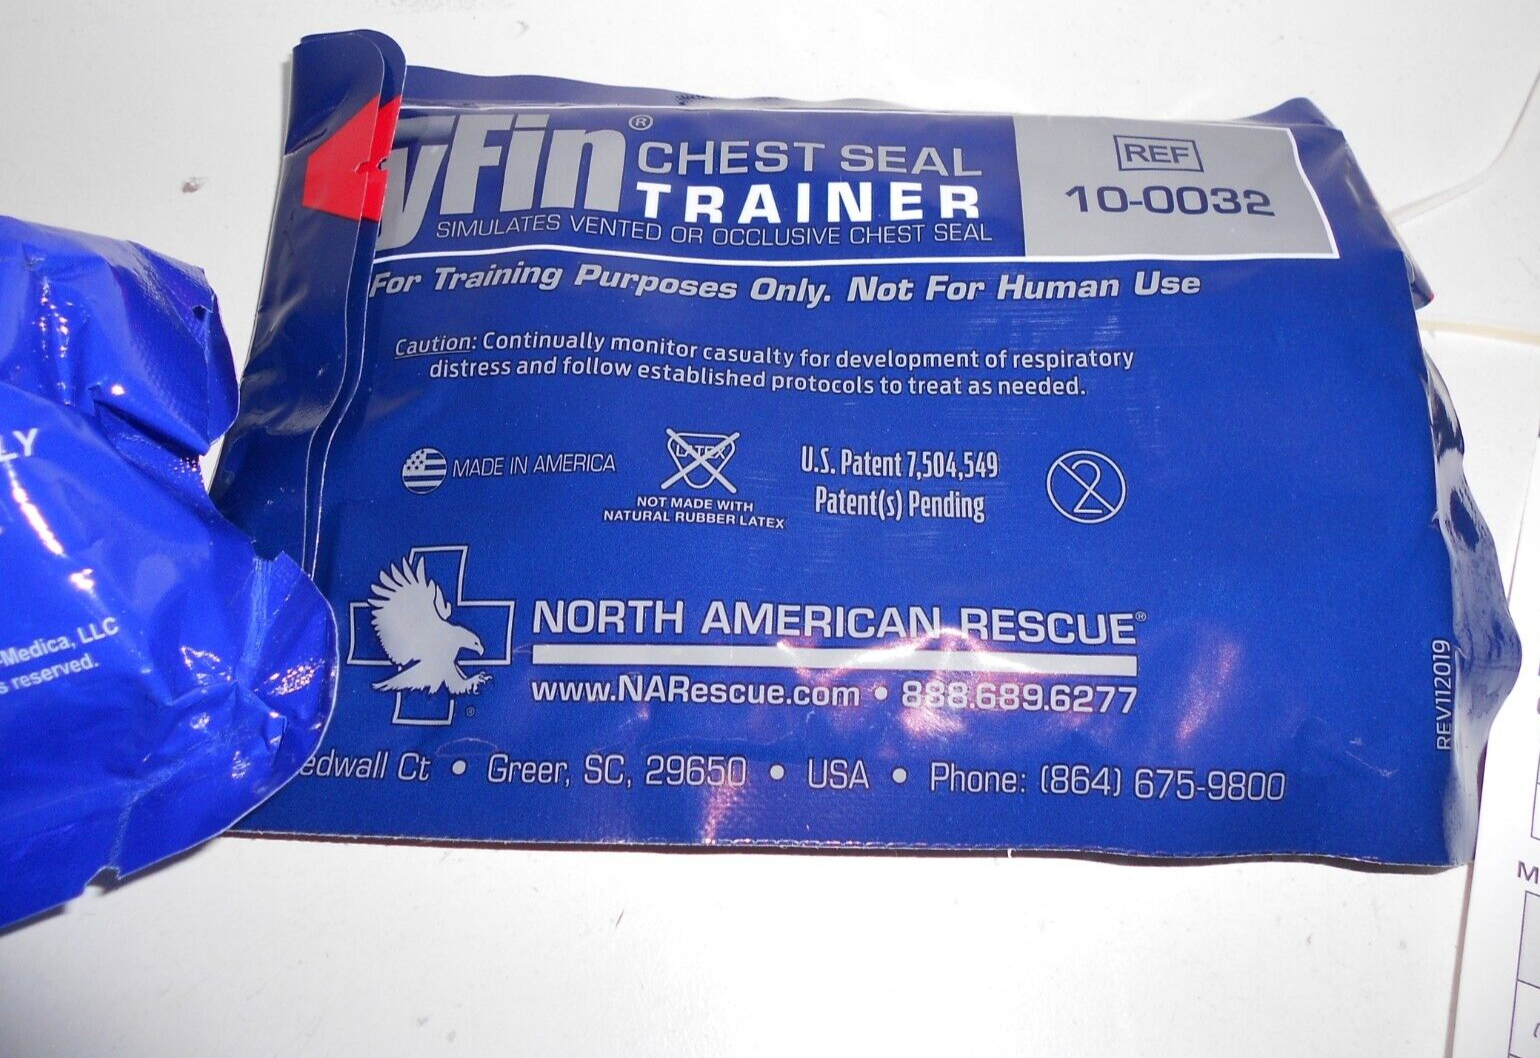 yFin® CHEST SEAL
TRAINER
SIMULATES VENTED OR OCCLUSIVE CHEST SEAL
REF
10-0032
For Training Purposes Only. Not For Human Use
Caution: Continually monitor casualty for development of respiratory
distress and follow established protocols to treat as needed.
MADE IN AMERICA
LATEX
NOT MADE WITH
NATURAL RUBBER LATEX
U.S. Patent 7,504,549
Patent(s) Pending
2
NORTH AMERICAN RESCUE®
www.NARescue.com • 888.689.6277
®
edwall Ct • Greer, SC, 29650 • USA • Phone: (864) 675-9800
REV112019
LY
-Medica, LLC
s reserved.
M